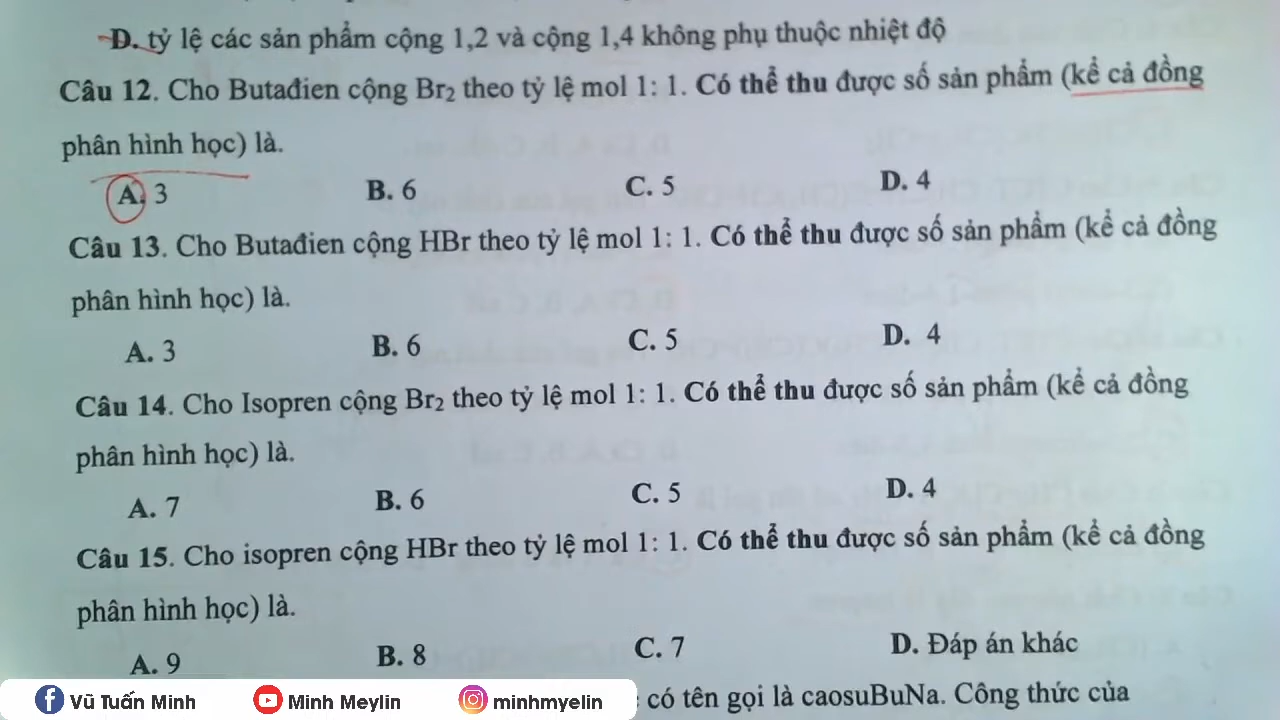 D. tỷ lệ các sản phẩm cộng 1,2 và cộng 1,4 không phụ thuộc nhiệt độ
Câu 12. Cho Butađien cộng Br₂ theo tỷ lệ mol 1: 1. Có thể thu được số sản phẩm (kể cả đồng
phân hình học) là.
A. 3 B. 6 C. 5 D. 4
Câu 13. Cho Butađien cộng HBr theo tỷ lệ mol 1: 1. Có thể thu được số sản phẩm (kể cả đồng
phân hình học) là.
A. 3 B. 6 C. 5 D. 4
Câu 14. Cho Isopren cộng Br₂ theo tỷ lệ mol 1: 1. Có thể thu được số sản phẩm (kể cả đồng
phân hình học) là.
A. 7 B. 6 C. 5 D. 4
Câu 15. Cho isopren cộng HBr theo tỷ lệ mol 1: 1. Có thể thu được số sản phẩm (kể cả đồng
phân hình học) là.
A. 9 B. 8 C. 7 D. Đáp án khác
có tên gọi là caosuBuNa. Công thức của
Vũ Tuấn Minh Minh Meylin minhmyelin